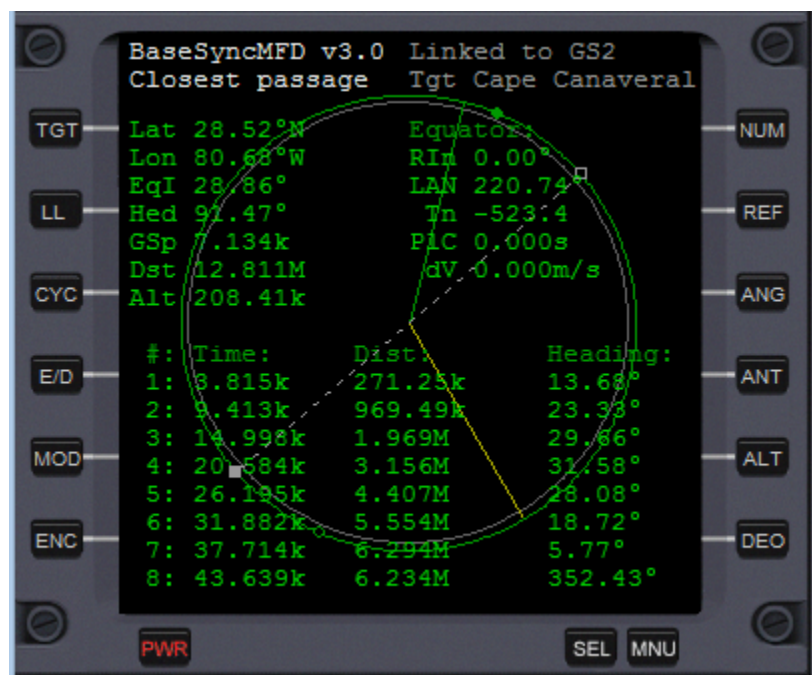 BaseSyncMFD v3.0 Linked to GS2
Closest passage Tgt Cape Canaveral
TGT Lat 28.52°N Equator: NUM
Lon 80.68°W RIn 0.00°
EqI 28.86° LAN 220.74°
LL Hed 91.47° Tn -523.4 REF
GSp 7.134k PlC 0.000s
Dst 12.811M dV 0.000m/s
CYC Alt 208.41k ANG
#: Time: Dist: Heading:
E/D 1: 3.815k 271.25k 13.68° ANT
2: 9.413k 969.49k 23.33°
3: 14.998k 1.969M 29.66°
MOD 4: 20.584k 3.156M 31.58° ALT
5: 26.195k 4.407M 28.08°
6: 31.882k 5.554M 18.72°
ENC 7: 37.714k 6.294M 5.77° DEO
8: 43.639k 6.234M 352.43°
PWR SEL MNU